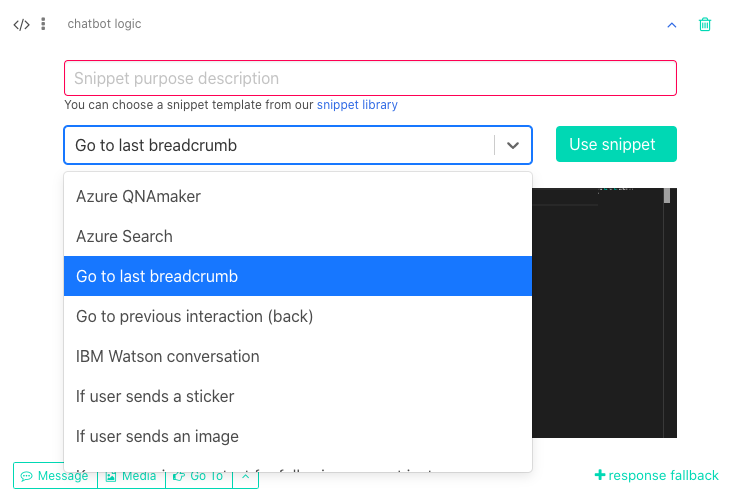 chatbot logic
Snippet purpose description
You can choose a snippet template from our snippet library
Go to last breadcrumb
Use snippet
Azure QNAmaker
Azure Search
Go to last breadcrumb
Go to previous interaction (back)
IBM Watson conversation
If user sends a sticker
If user sends an image
Message
Media
Go To
response fallback